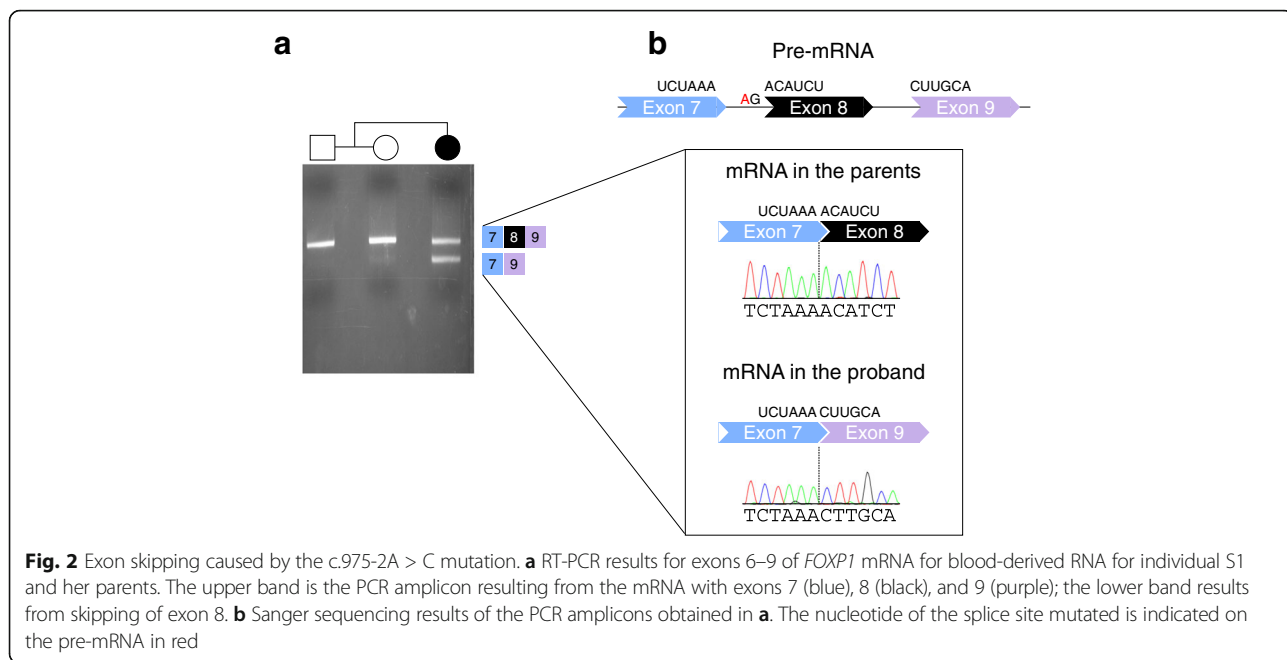 a
b
Pre-mRNA
UCUAAA
AG
ACAUCU
CUUGCA
Exon 7
Exon 8
Exon 9
7 8 9
7 9
mRNA in the parents
UCUAAA ACAUCU
Exon 7 Exon 8
TCTAAAACATCT
mRNA in the proband
UCUAAA CUUGCA
Exon 7 Exon 9
TCTAAACTTGCA
Fig. 2 Exon skipping caused by the c.975-2A > C mutation. a RT-PCR results for exons 6–9 of FOXP1 mRNA for blood-derived RNA for individual S1
and her parents. The upper band is the PCR amplicon resulting from the mRNA with exons 7 (blue), 8 (black), and 9 (purple); the lower band results
from skipping of exon 8. b Sanger sequencing results of the PCR amplicons obtained in a. The nucleotide of the splice site mutated is indicated on
the pre-mRNA in red